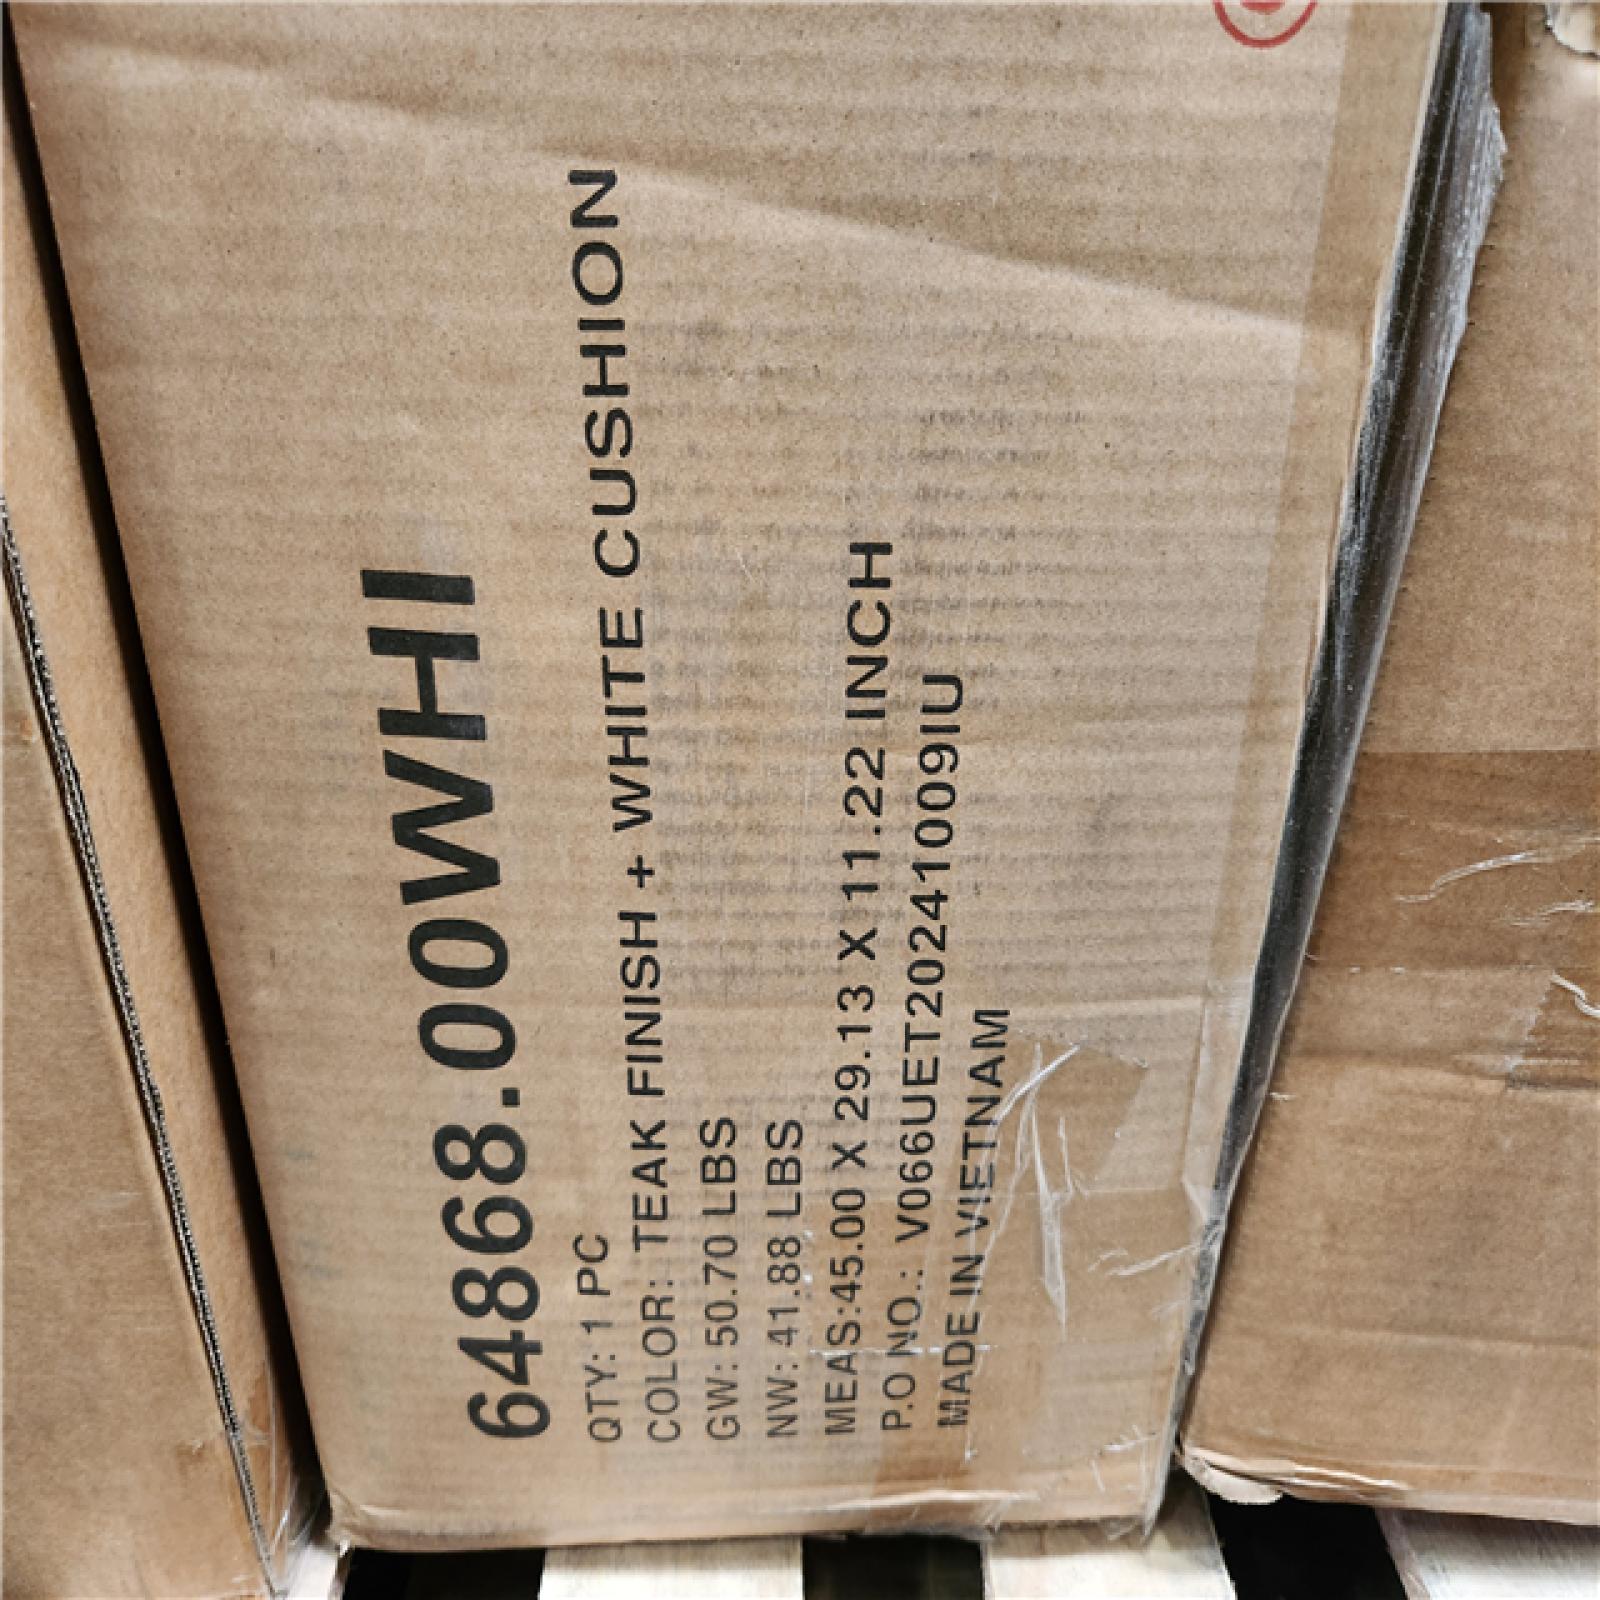 64868.00WHI
QTY: 1 PC
COLOR: TEAK FINISH + WHITE CUSHION
GW: 50.70 LBS
NW: 41.88 LBS
MEAS:45.00 X 29.13 X 11.22 INCH
P.O NO.: V066UET20241009IU
MADE IN VIETNAM